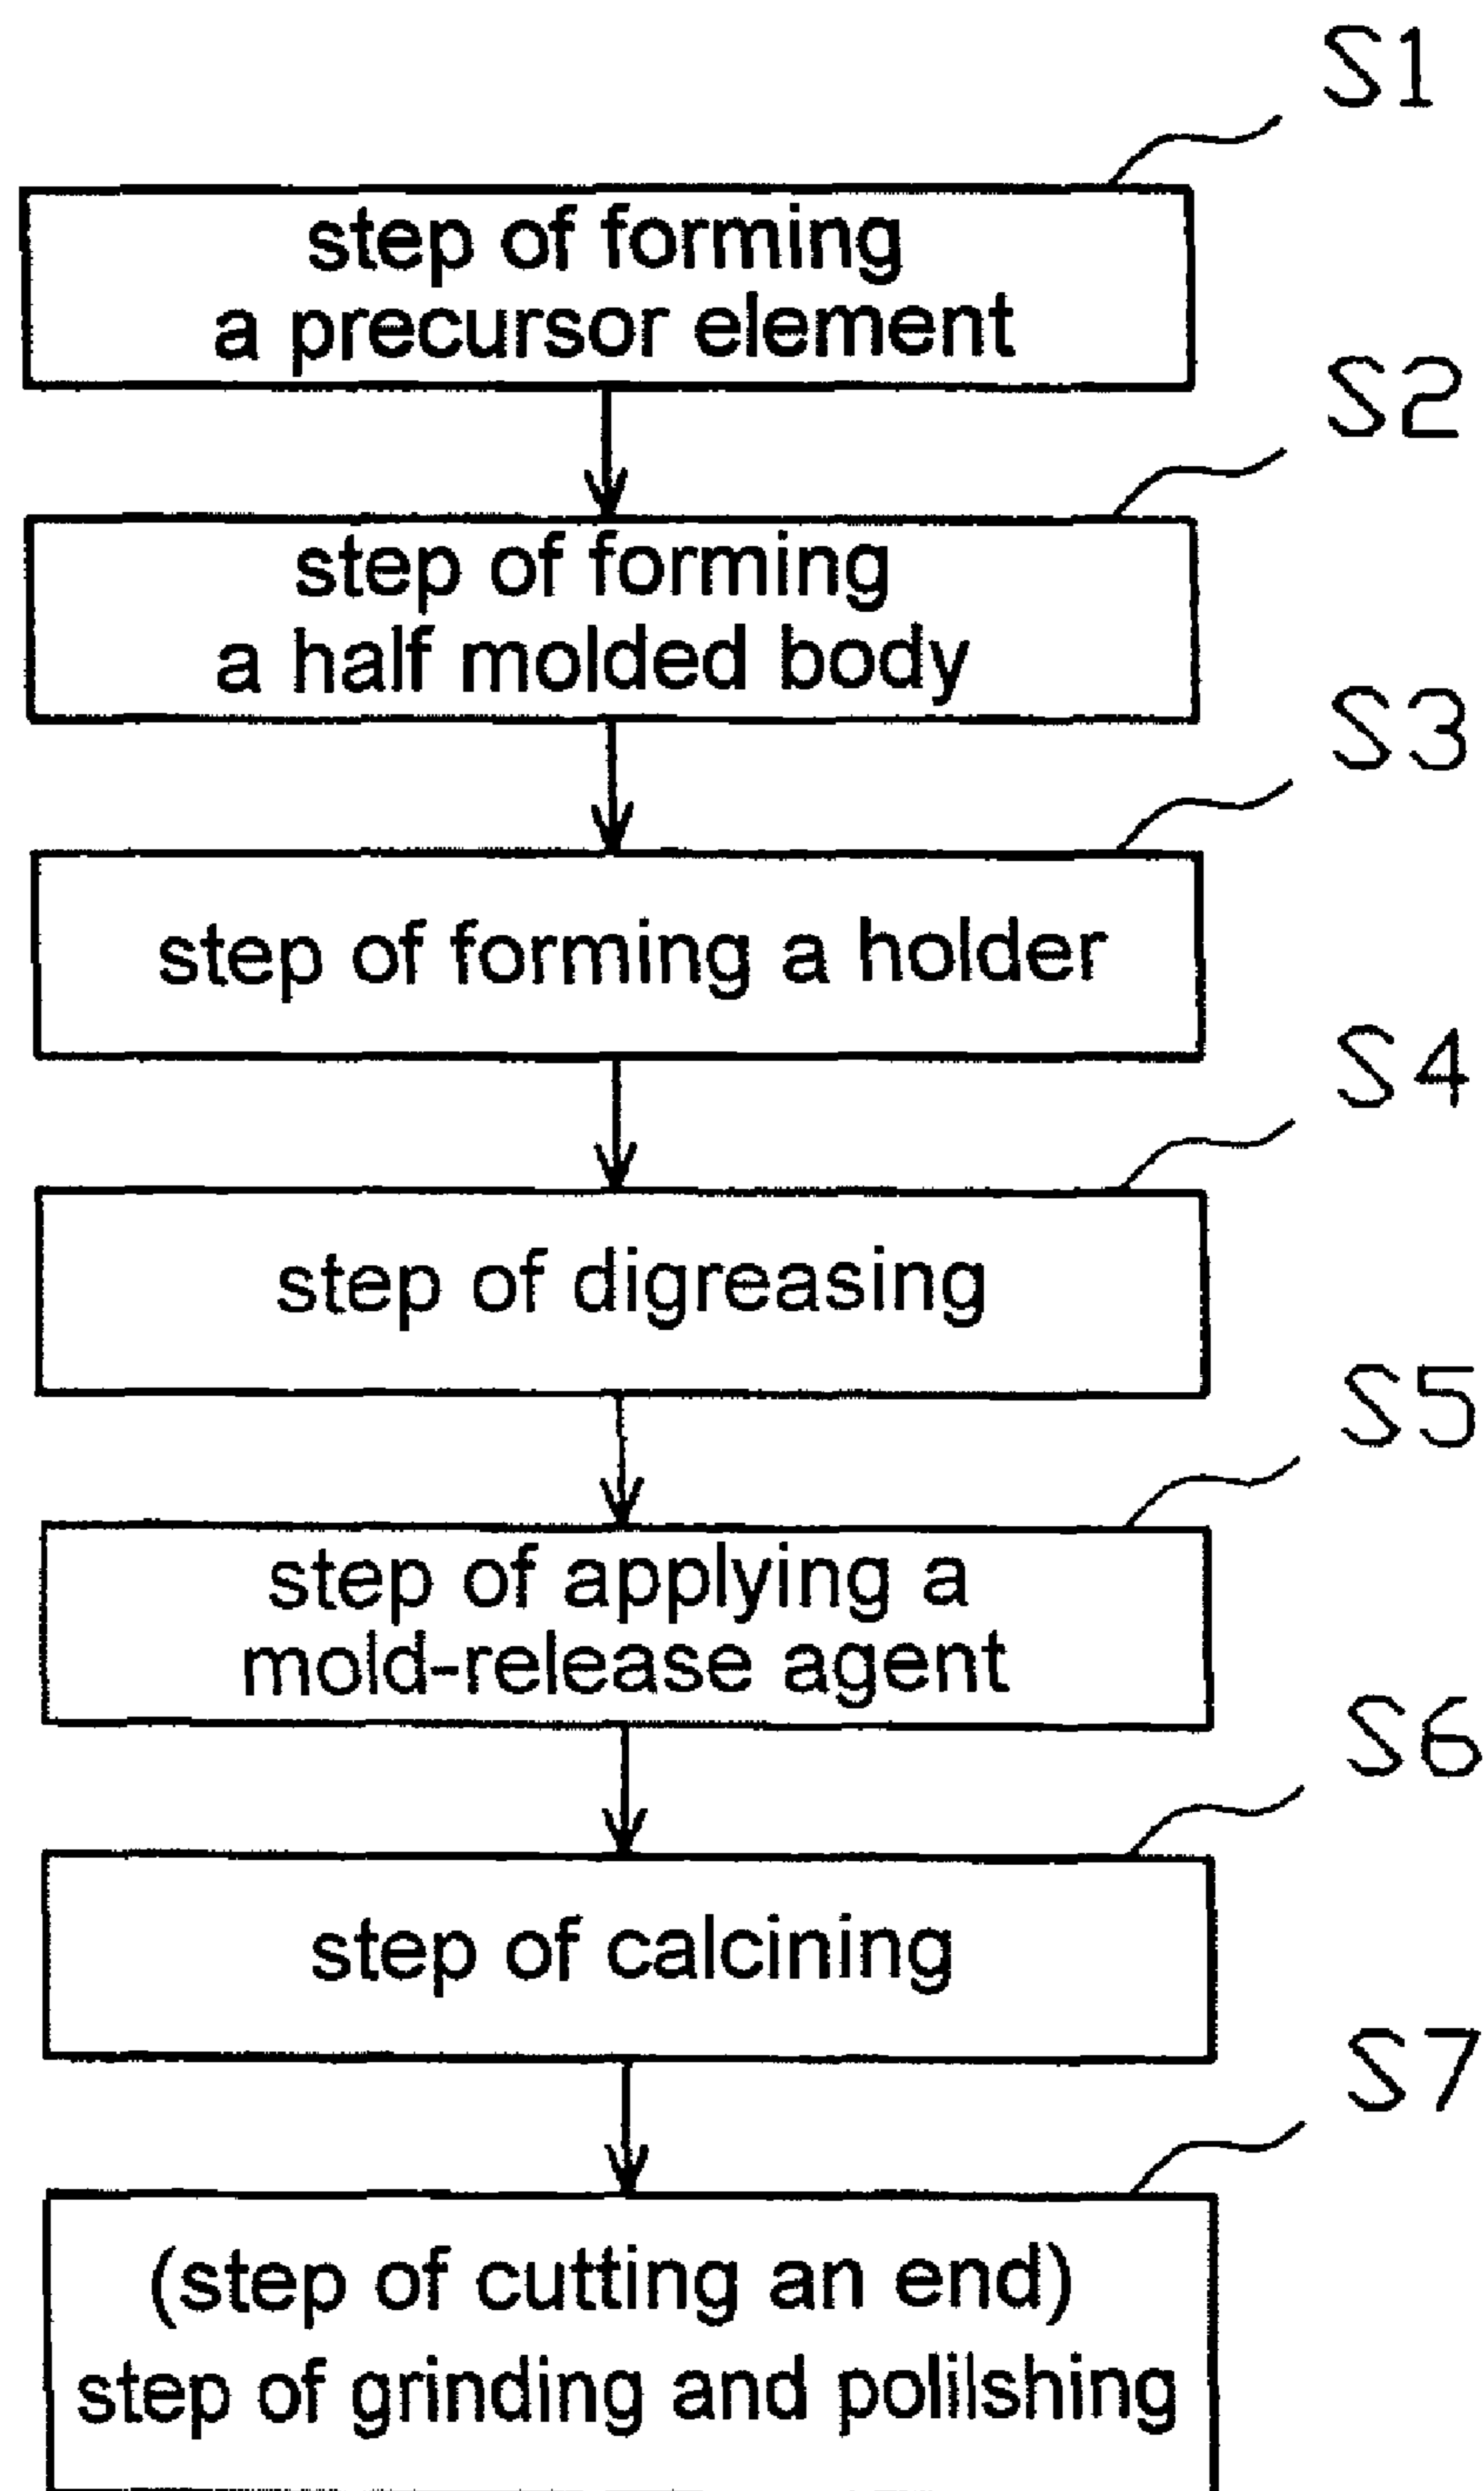 S1
step of forming
a precursor element
S2
step of forming
a half molded body
S3
step of forming a holder
S4
step of digreasing
S5
step of applying a
mold-release agent
S6
step of calcining
S7
(step of cutting an end)
step of grinding and polilshing